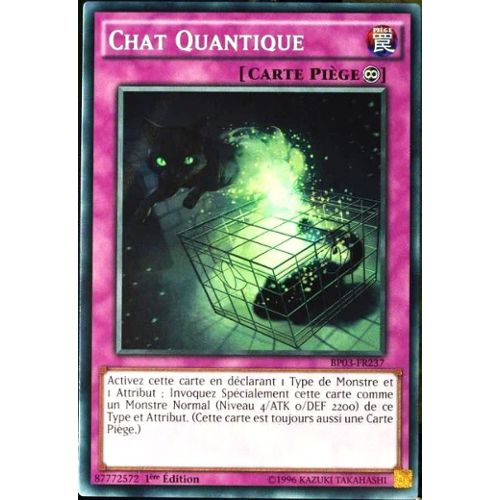 CHAT QUANTIQUE
PIÈGE
罠
[CARTE PIÈGE]
BP03-FR237
Activez cette carte en déclarant 1 Type de Monstre et
1 Attribut ; Invoquez Spécialement cette carte comme
un Monstre Normal (Niveau 4/ATK 0/DEF 2200) de ce
Type et Attribut. (Cette carte est toujours aussi une Carte
Piège.)
87772572 1ère Édition ©1996 KAZUKI TAKAHASHI